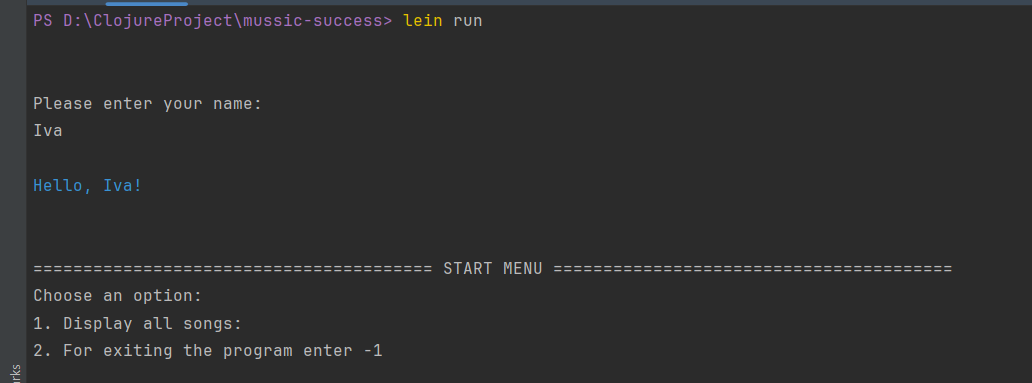 PS D:\ClojureProject\mussic-success> lein run
Please enter your name:
Iva
Hello, Iva!
======================================== START MENU ========================================
Choose an option:
1. Display all songs:
2. For exiting the program enter -1